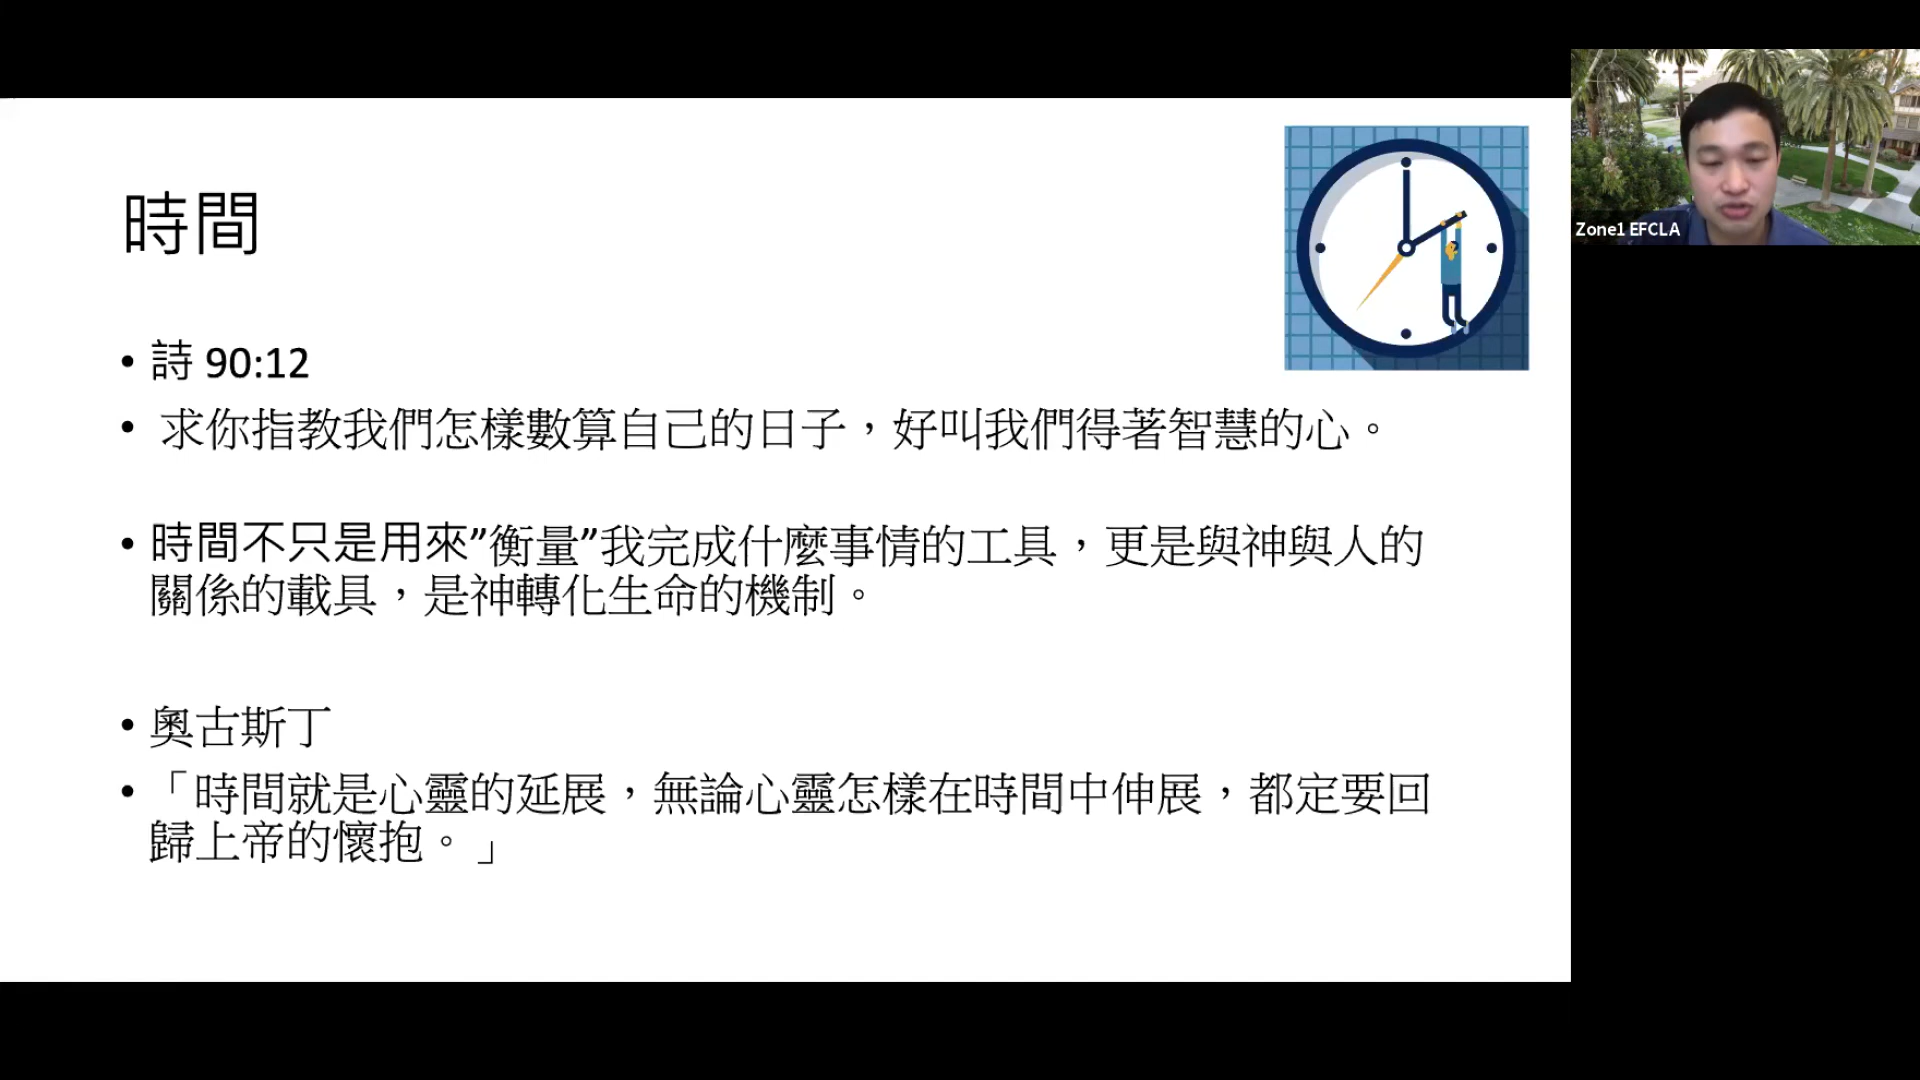 時間
• 詩 90:12
• 求你指教我們怎樣數算自己的日子，好叫我們得著智慧的心。
• 時間不只是用來”衡量”我完成什麼事情的工具，更是與神與人的
關係的載具，是神轉化生命的機制。
• 奧古斯丁
• 「時間就是心靈的延展，無論心靈怎樣在時間中伸展，都定要回
歸上帝的懷抱。」
Zone1 EFCLA